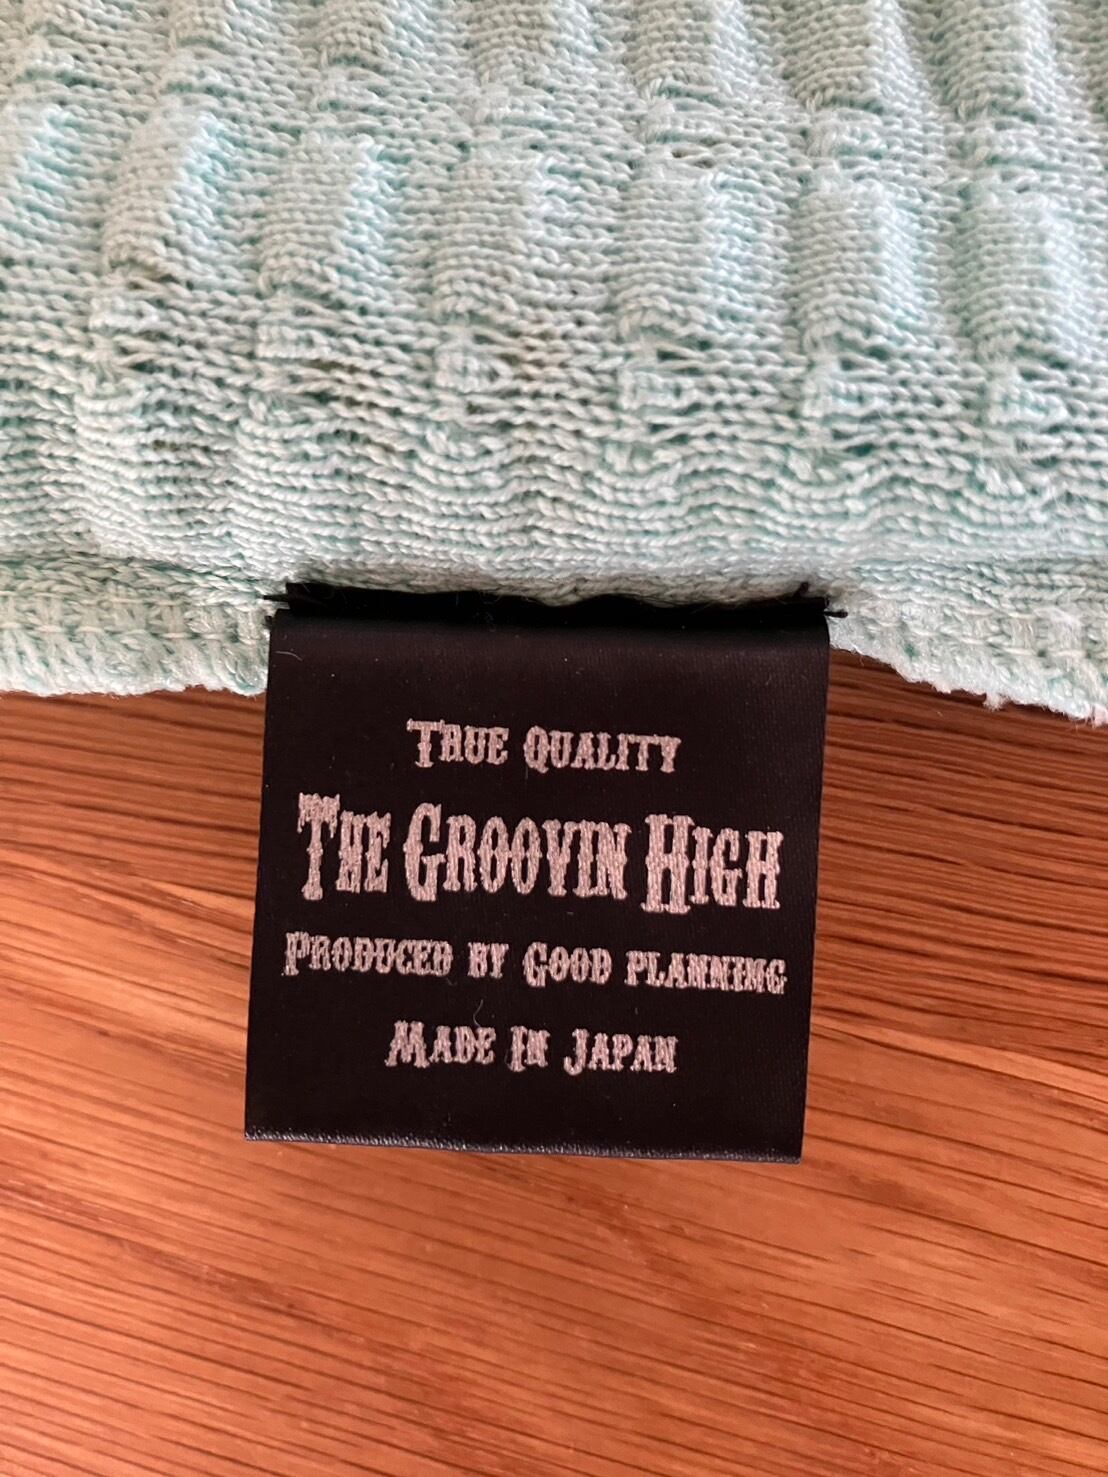 True Quality
The Groovin High
Produced by Good planning
Made In Japan